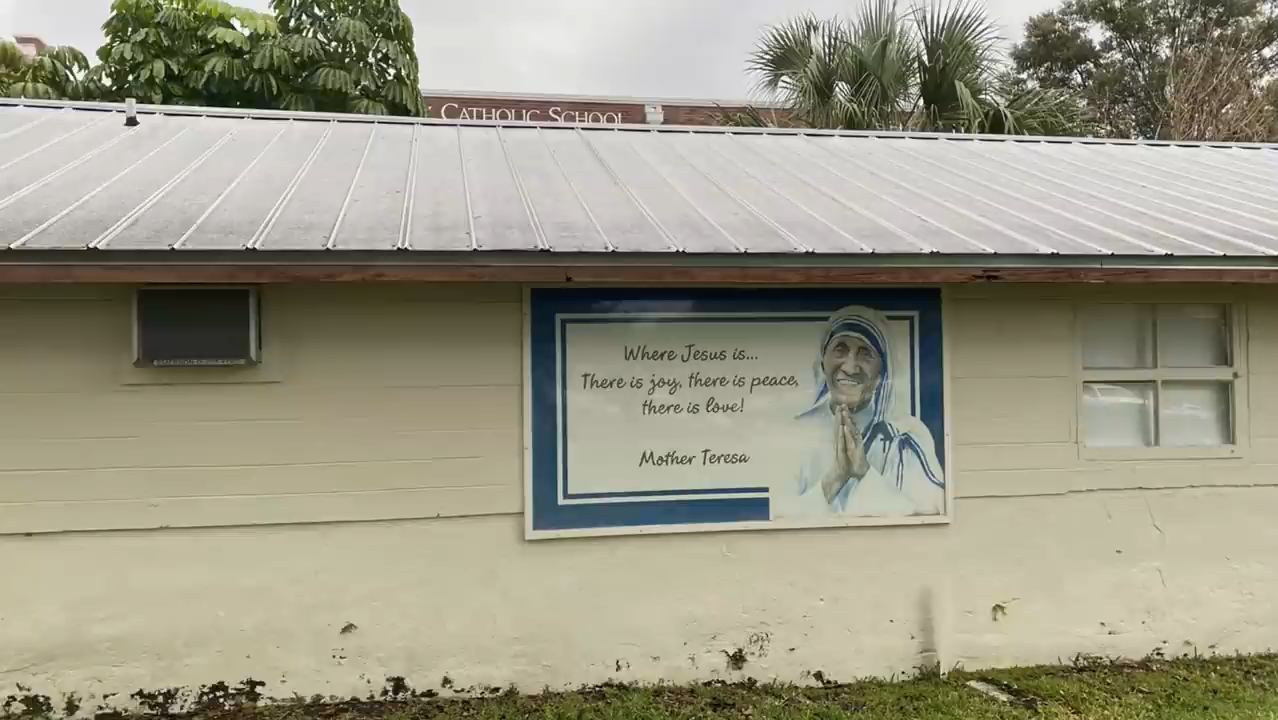 Catholic School
Where Jesus is...
There is joy, there is peace,
there is love!
Mother Teresa